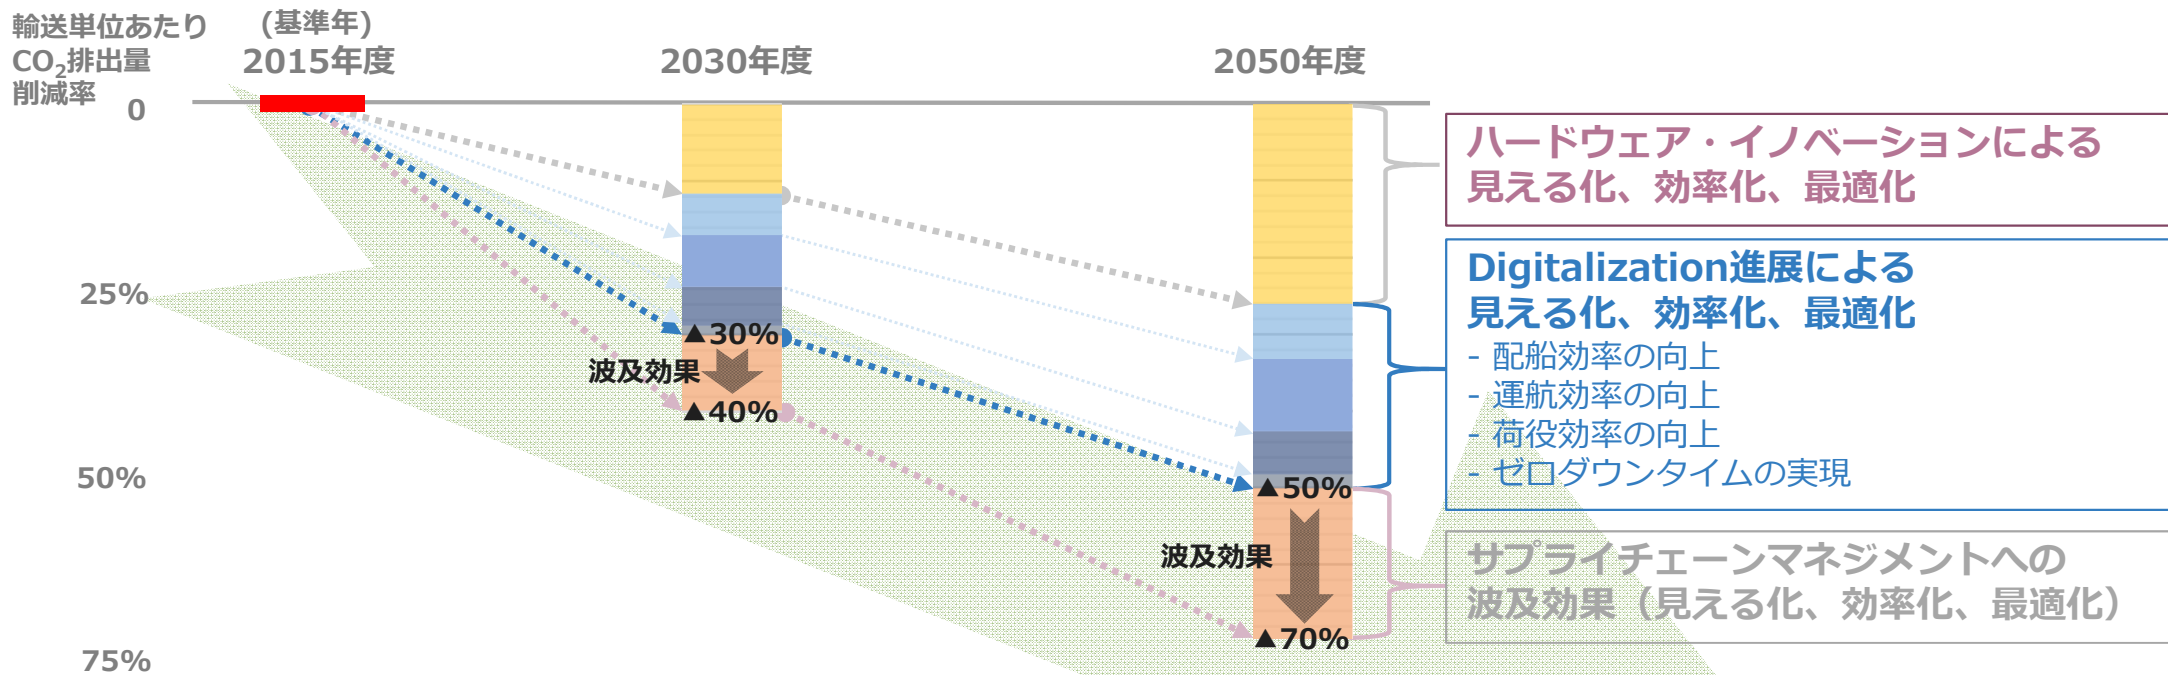 輸送単位あたり
CO₂排出量
削減率
(基準年)
2015年度
2030年度
2050年度
0
25%
50%
75%
▲30%
波及効果
▲40%
▲50%
波及効果
▲70%
ハードウェア・イノベーションによる
見える化、効率化、最適化
Digitalization進展による
見える化、効率化、最適化
- 配船効率の向上
- 運航効率の向上
- 荷役効率の向上
- ゼロダウンタイムの実現
サプライチェーンマネジメントへの
波及効果（見える化、効率化、最適化）